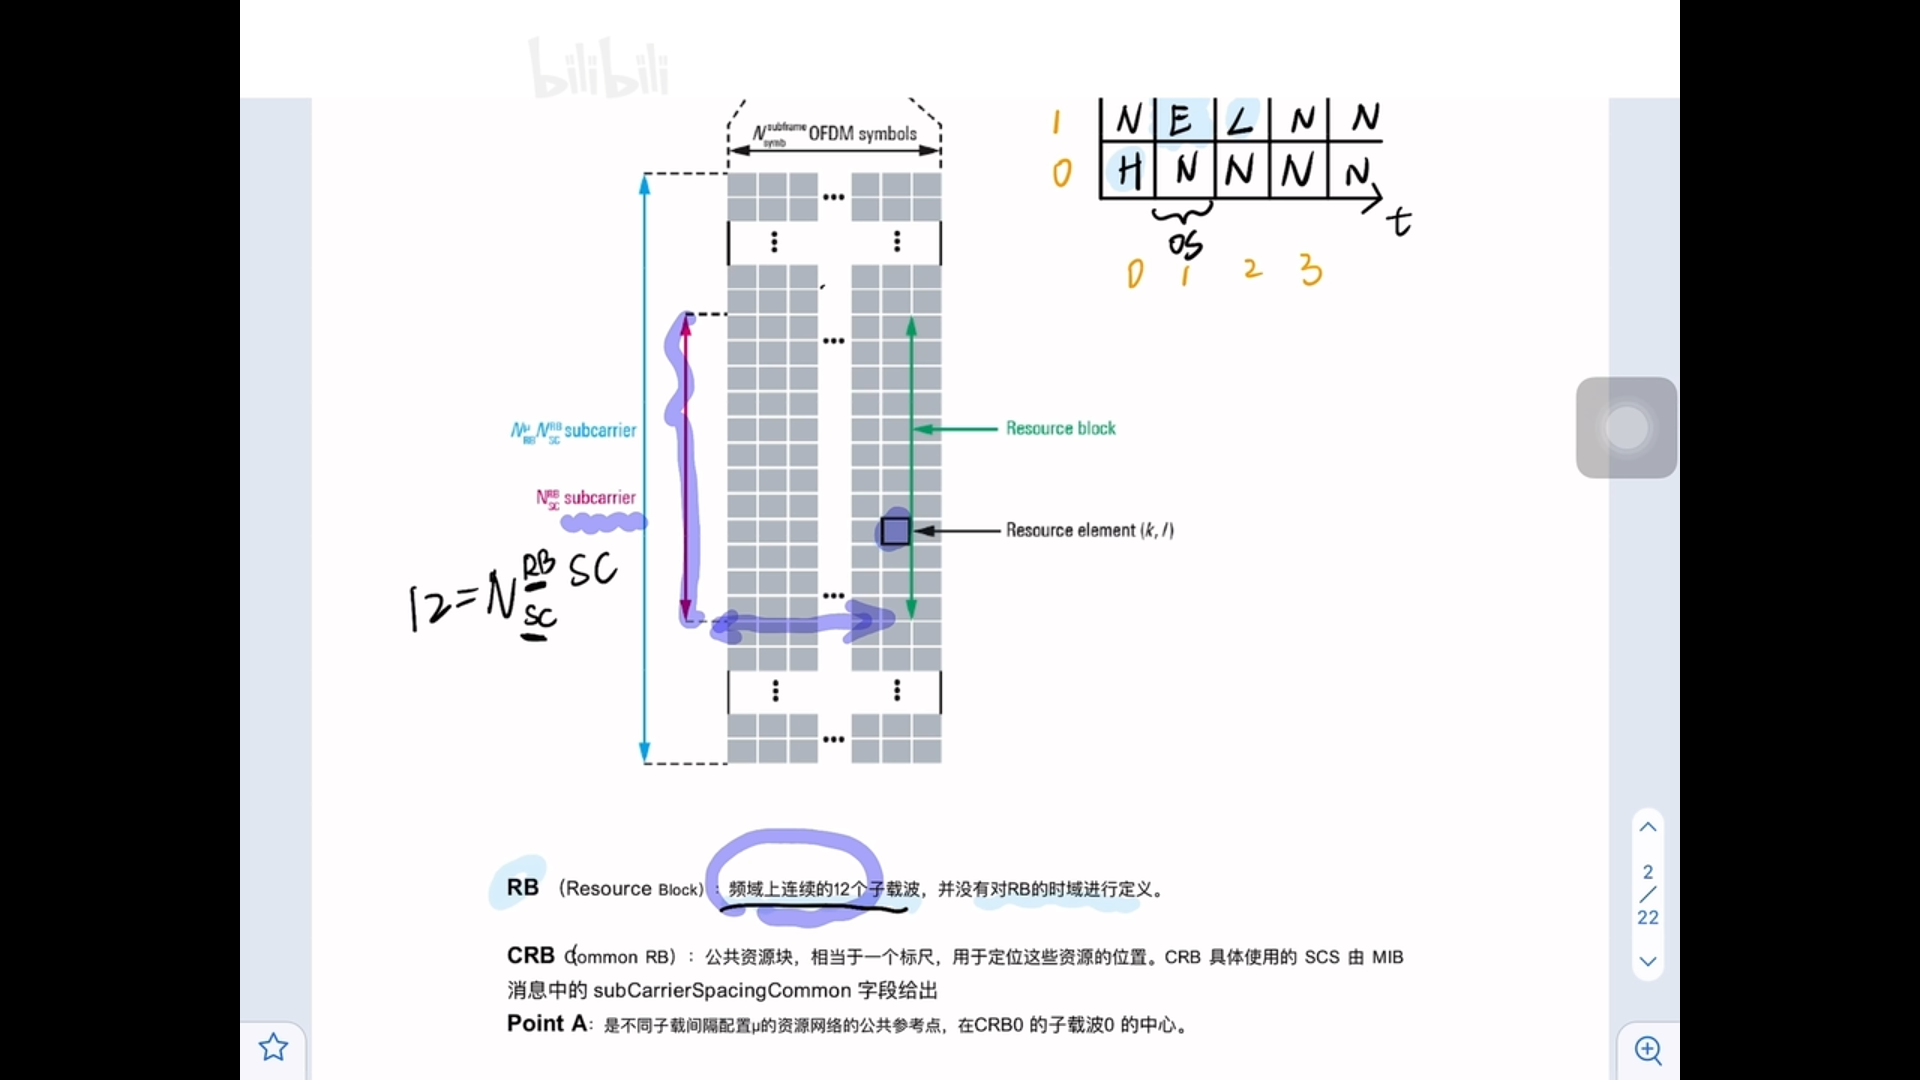 bilibili
N subframe symb OFDM symbols
1 N E L N N
0 H N N N N
t
OS
0 1 2 3
Nμ RB N RB SC subcarrier
Resource block
N RB SC subcarrier
Resource element (k, l)
12=N RB SC SC
RB （Resource Block）：频域上连续的12个子载波，并没有对RB的时域进行定义。
CRB （Common RB）：公共资源块，相当于一个标尺，用于定位这些资源的位置。CRB 具体使用的 SCS 由 MIB
消息中的 subCarrierSpacingCommon 字段给出
Point A：是不同子载间隔配置μ的资源网络的公共参考点，在CRB0 的子载波0 的中心。
2
/
22